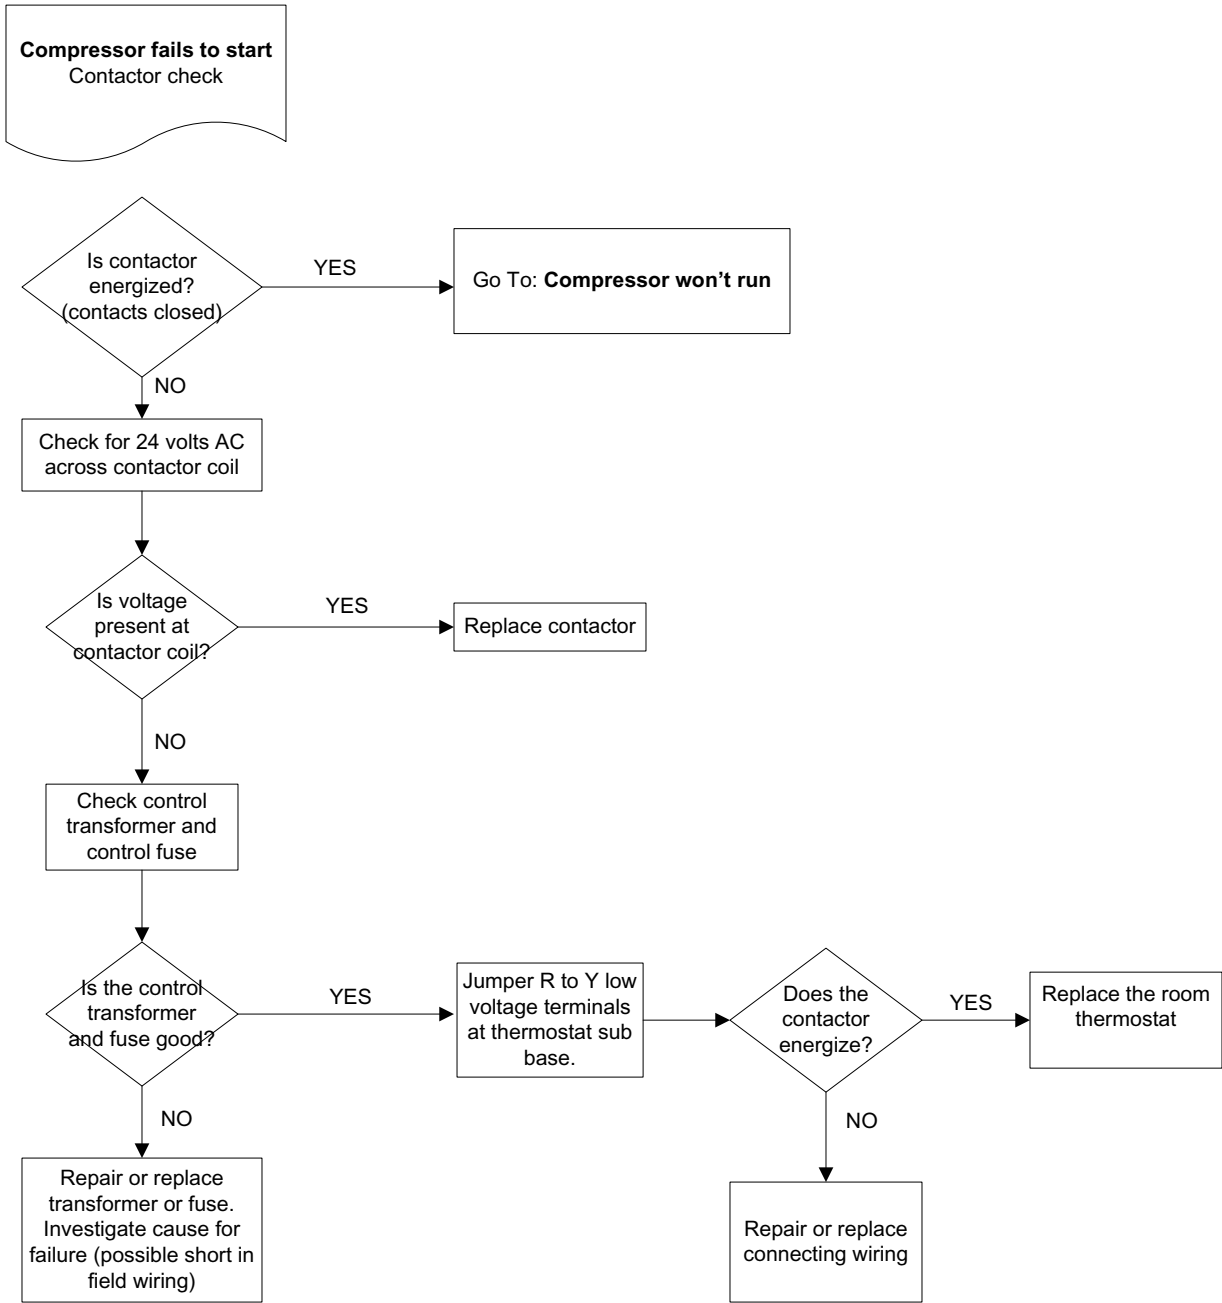 Compressor fails to start
Contactor check
Is contactor
energized?
(contacts closed)
YES
Go To: Compressor won’t run
NO
Check for 24 volts AC
across contactor coil
Is voltage
present at
contactor coil?
YES
Replace contactor
NO
Check control
transformer and
control fuse
Is the control
transformer
and fuse good?
YES
Jumper R to Y low
voltage terminals
at thermostat sub
base.
Does the
contactor
energize?
YES
Replace the room
thermostat
NO
Repair or replace
transformer or fuse.
Investigate cause for
failure (possible short in
field wiring)
NO
Repair or replace
connecting wiring